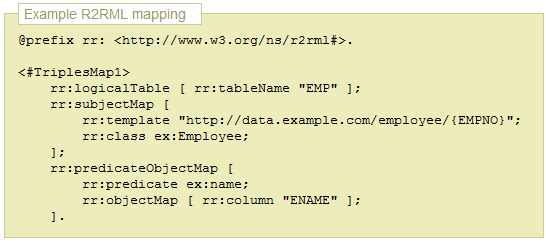 Example R2RML mapping
@prefix rr: <http://www.w3.org/ns/r2rml#>.
<#TriplesMap1>
rr:logicalTable [ rr:tableName "EMP" ];
rr:subjectMap [
rr:template "http://data.example.com/employee/{EMPNO}";
rr:class ex:Employee;
];
rr:predicateObjectMap [
rr:predicate ex:name;
rr:objectMap [ rr:column "ENAME" ];
].